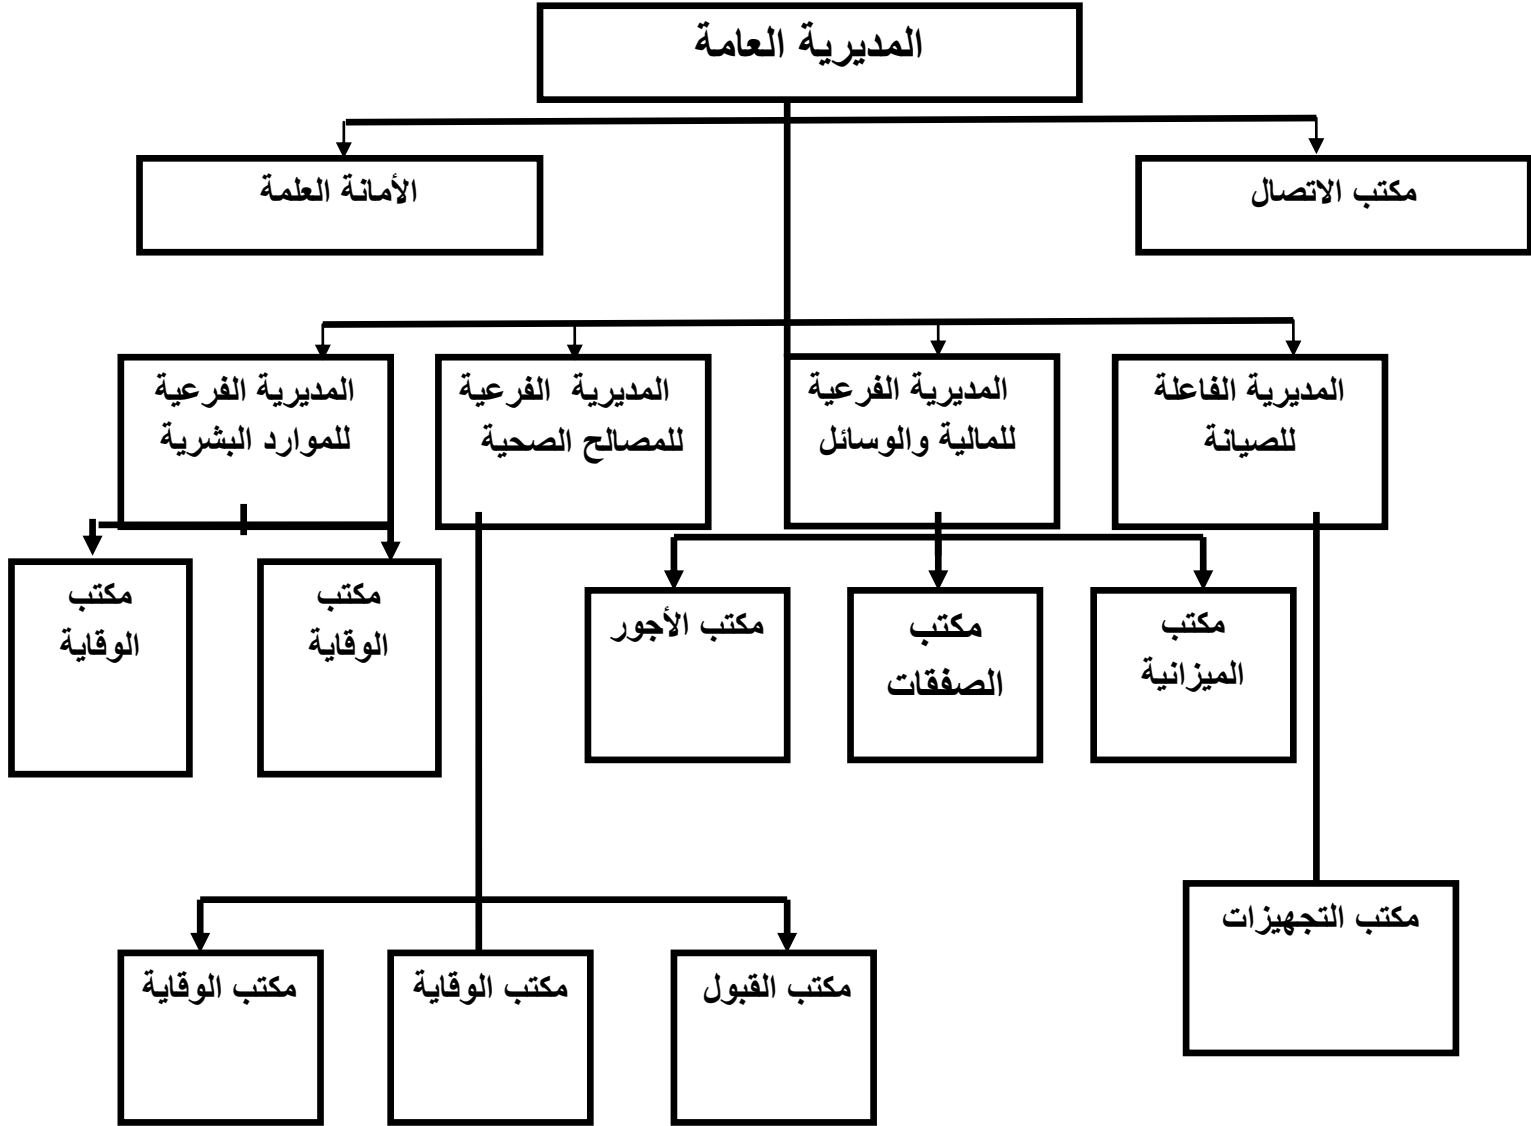 المديرية العامة
مكتب الاتصال
الأمانة العلمة
المديرية الفاعلة
للصيانة
المديرية الفرعية
للمالية والوسائل
المديرية الفرعية
للمصالح الصحية
المديرية الفرعية
للموارد البشرية
مكتب
الميزانية
مكتب
الصفقات
مكتب الأجور
مكتب
الوقاية
مكتب
الوقاية
مكتب التجهيزات
مكتب القبول
مكتب الوقاية
مكتب الوقاية